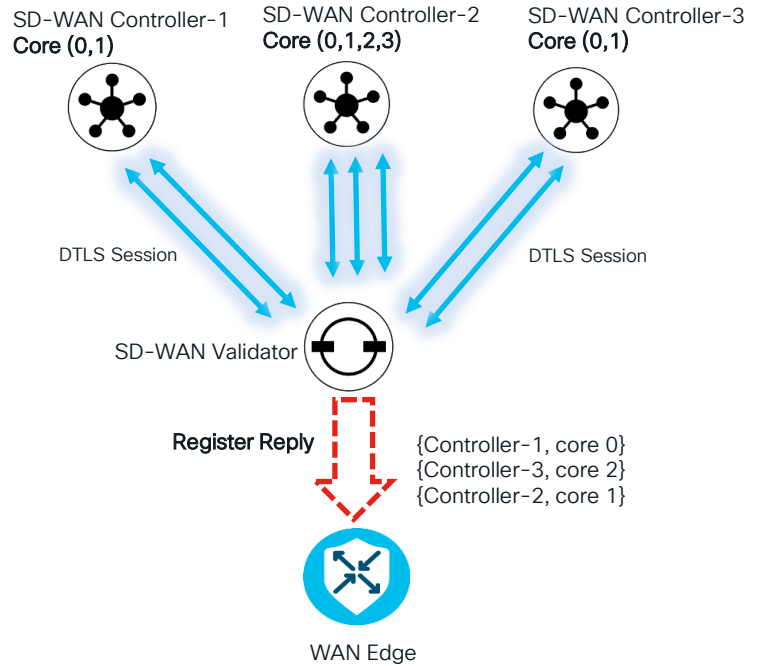 SD-WAN Controller-1
Core (0,1)
SD-WAN Controller-2
Core (0,1,2,3)
SD-WAN Controller-3
Core (0,1)
DTLS Session
DTLS Session
SD-WAN Validator
Register Reply
{Controller-1, core 0}
{Controller-3, core 2}
{Controller-2, core 1}
WAN Edge